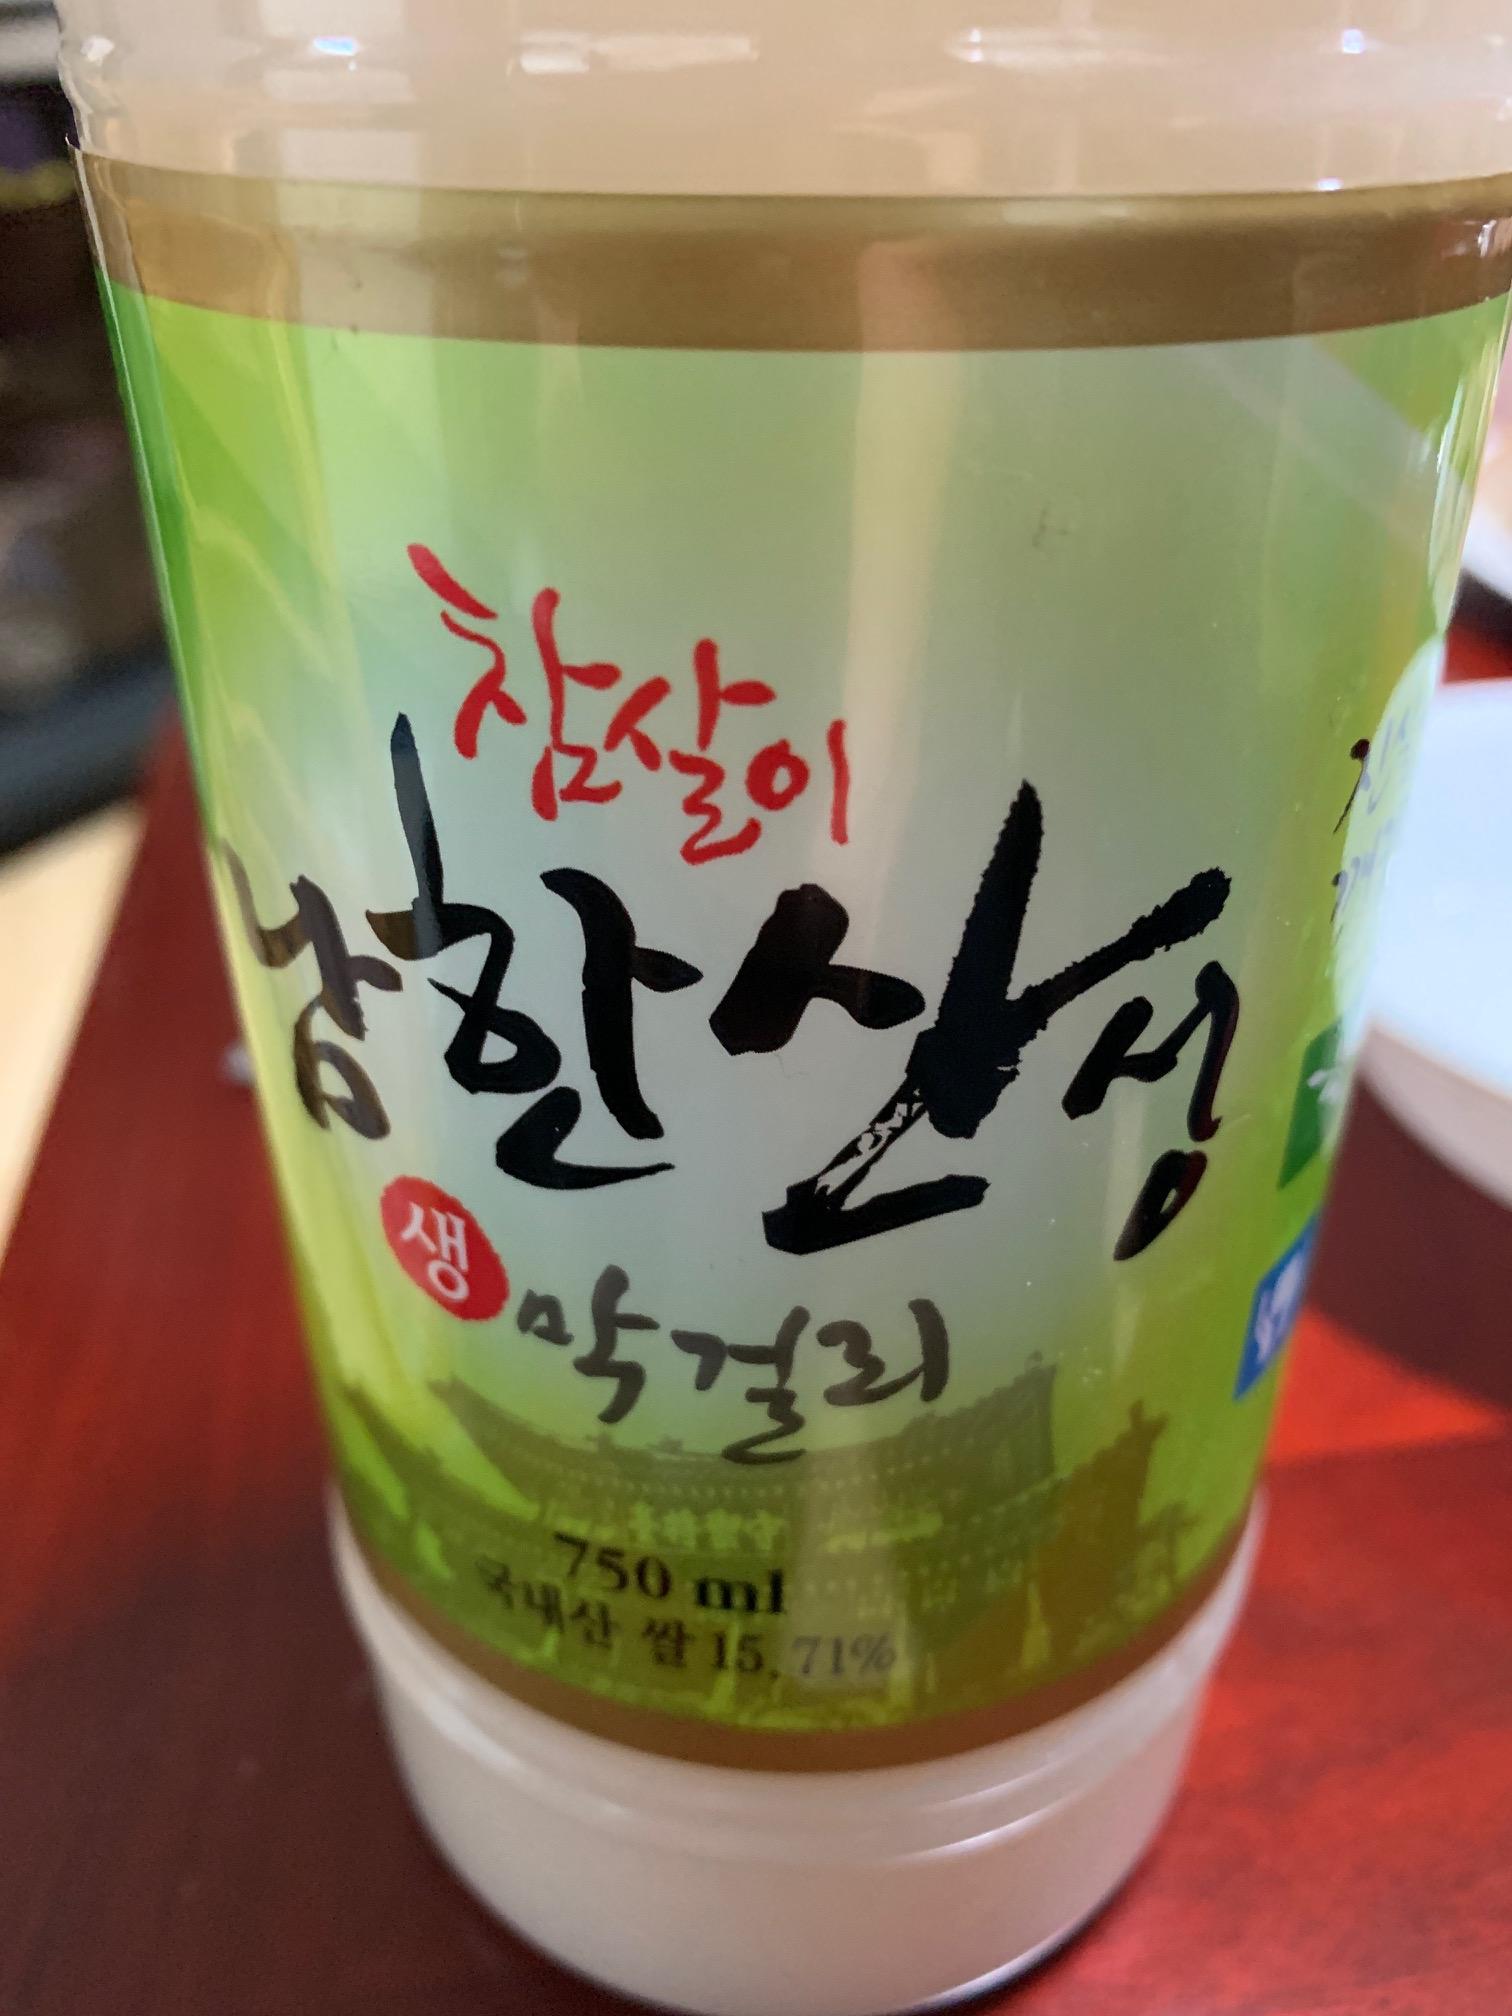 참살이
남한산성
생 막걸리
750 ml
국내산 쌀 15, 71%